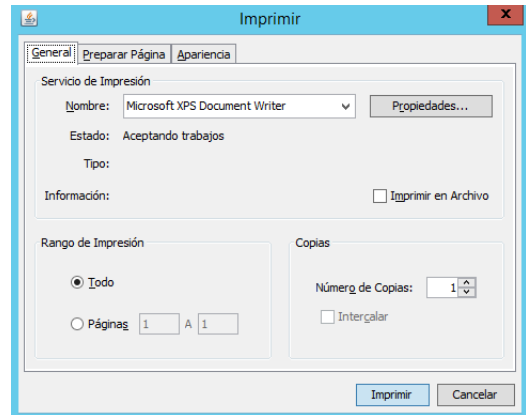 Imprimir
General Preparar Página Apariencia
Servicio de Impresión
Nombre: Microsoft XPS Document Writer Propiedades...
Estado: Aceptando trabajos
Tipo:
Información: Imprimir en Archivo
Rango de Impresión Copias
Todo Número de Copias: 1
Páginas 1 A 1 Intercalar
Imprimir Cancelar